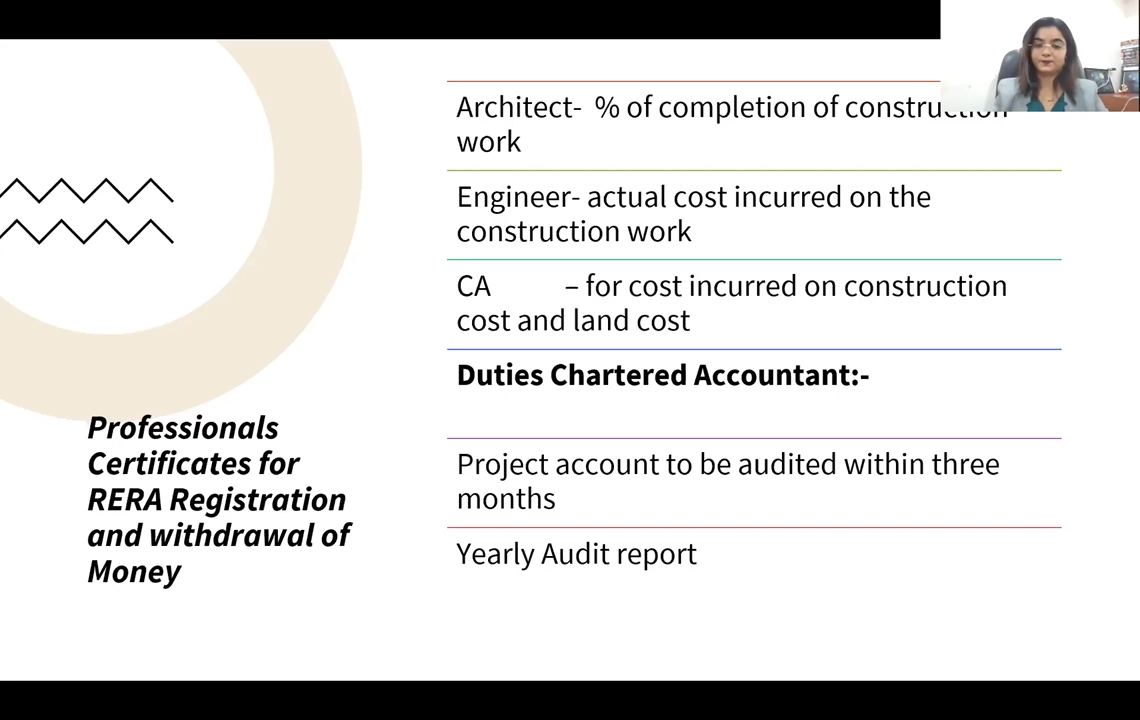 Architect-  % of completion of construction
work
Engineer- actual cost incurred on the
construction work
CA – for cost incurred on construction
cost and land cost
Duties Chartered Accountant:-
Professionals
Certificates for
RERA Registration
and withdrawal of
Money
Project account to be audited within three
months
Yearly Audit report